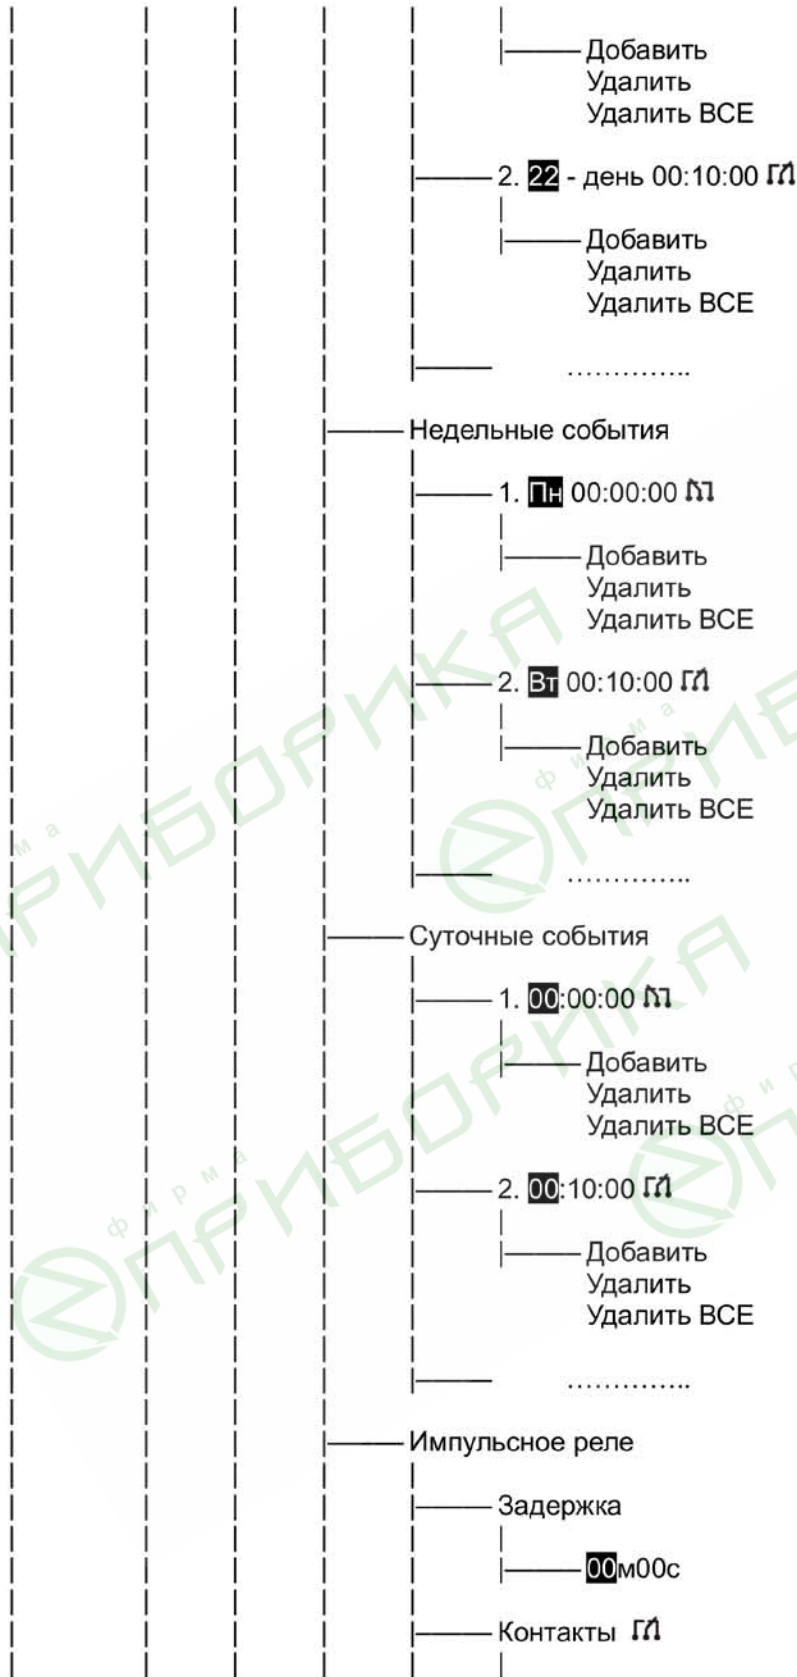 Добавить
Удалить
Удалить ВСЕ
2. 22 - день 00:10:00
Добавить
Удалить
Удалить ВСЕ
…………..
Недельные события
1. Пн 00:00:00
Добавить
Удалить
Удалить ВСЕ
2. Вт 00:10:00
Добавить
Удалить
Удалить ВСЕ
…………..
Суточные события
1. 00:00:00
Добавить
Удалить
Удалить ВСЕ
2. 00:10:00
Добавить
Удалить
Удалить ВСЕ
…………..
Импульсное реле
Задержка
00м00с
Контакты
фирма
ПРИБОРИКА